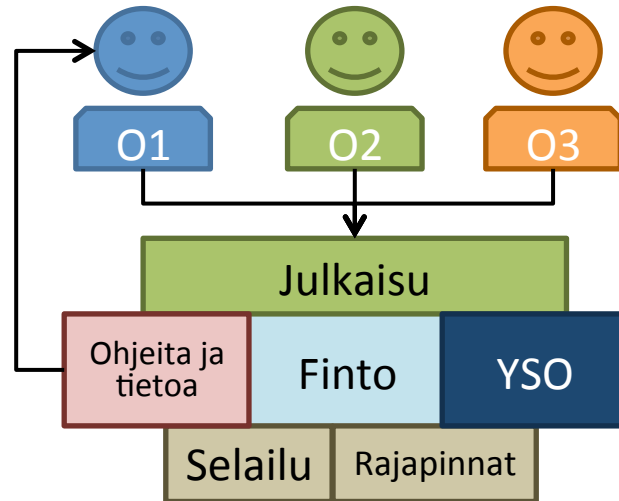 O1
O2
O3
Julkaisu
Ohjeita ja
tietoa
Finto
YSO
Selailu
Rajapinnat